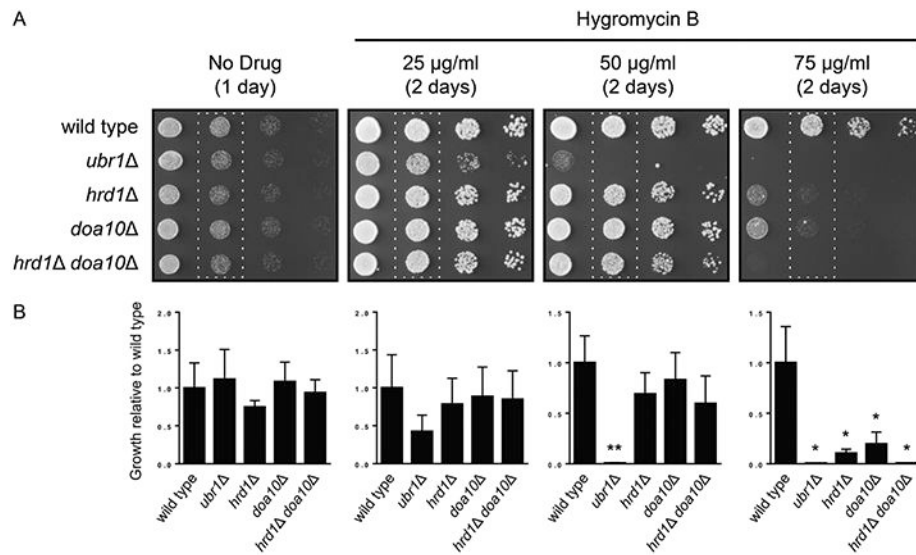 A
Hygromycin B
No Drug
(1 day)
25 µg/ml
(2 days)
50 µg/ml
(2 days)
75 µg/ml
(2 days)
wild type
ubr1Δ
hrd1Δ
doa10Δ
hrd1Δ doa10Δ
B
Growth relative to wild type
2.0
1.5
1.0
0.5
0.0
wild type
ubr1Δ
hrd1Δ
doa10Δ
hrd1Δ doa10Δ
2.0
1.5
1.0
0.5
0.0
wild type
ubr1Δ
hrd1Δ
doa10Δ
hrd1Δ doa10Δ
1.5
1.0
0.5
0.0
**
wild type
ubr1Δ
hrd1Δ
doa10Δ
hrd1Δ doa10Δ
1.5
1.0
0.5
0.0
* * * *
wild type
ubr1Δ
hrd1Δ
doa10Δ
hrd1Δ doa10Δ